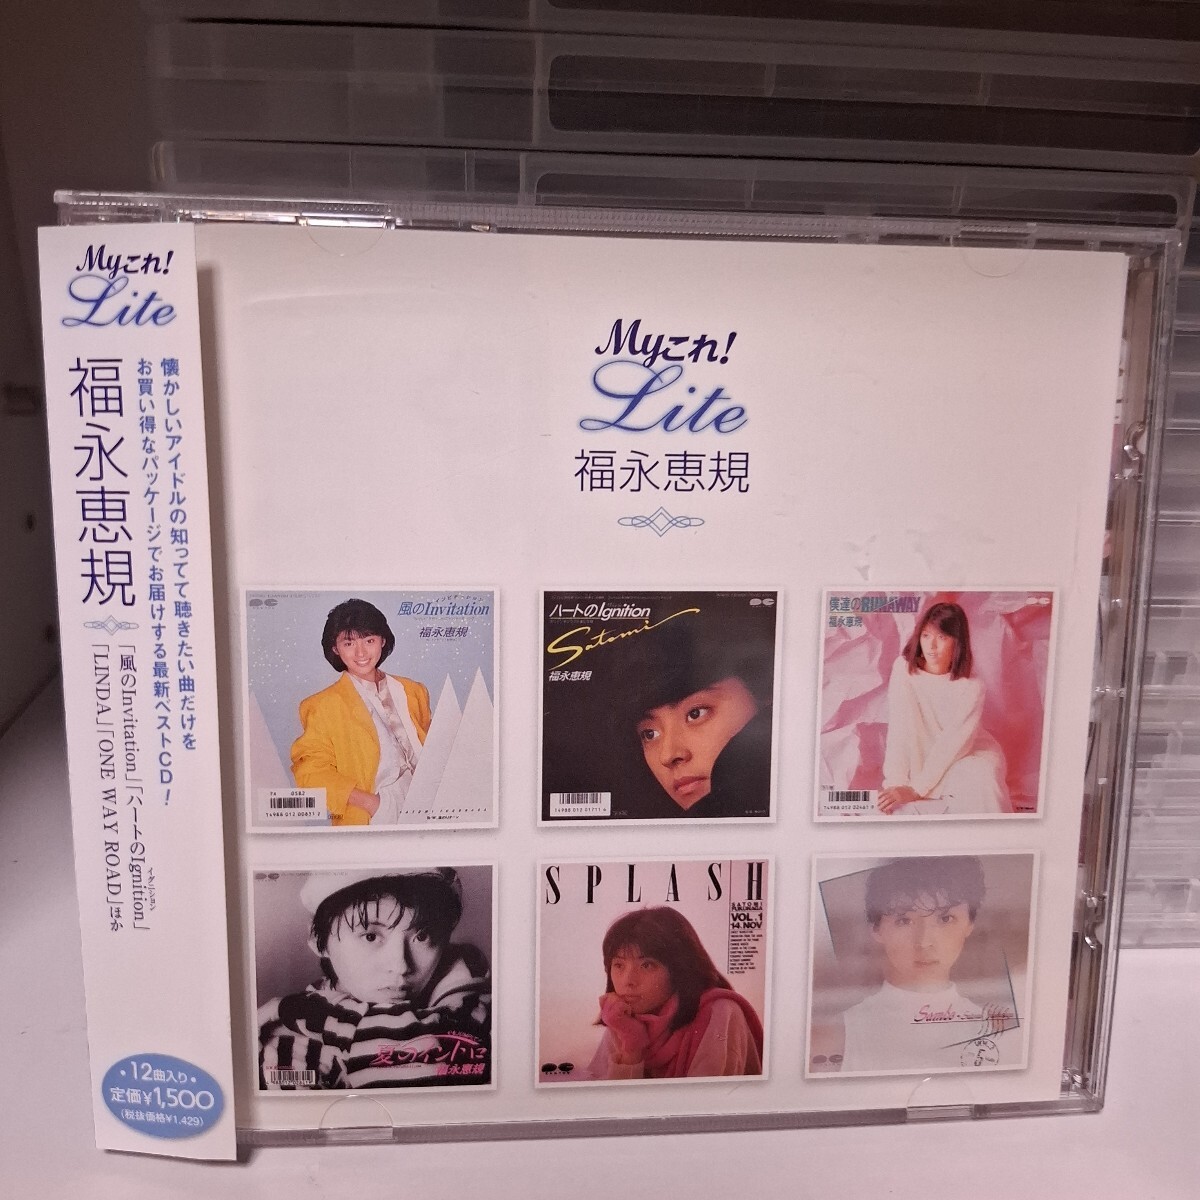 Myこれ!
Lite
福永恵規
懐かしいアイドルの知ってて聴きたい曲だけを
お買い得なパッケージでお届けする最新ベストCD!
「風のInvitation」「ハートのIgnition」
イグニション
「LINDA」「ONE WAY ROAD」ほか
・12曲入り・
定価¥1,500
(税抜価格¥1,429)
Myこれ!
Lite
福永恵規
風のInvitation
福永恵規
ハートのIgnition
Satomi
福永恵規
僕達のRUNAWAY
福永恵規
福永恵規
SPLASH
SATOMI
FUKUNAGA
VOL.1
14.NOV